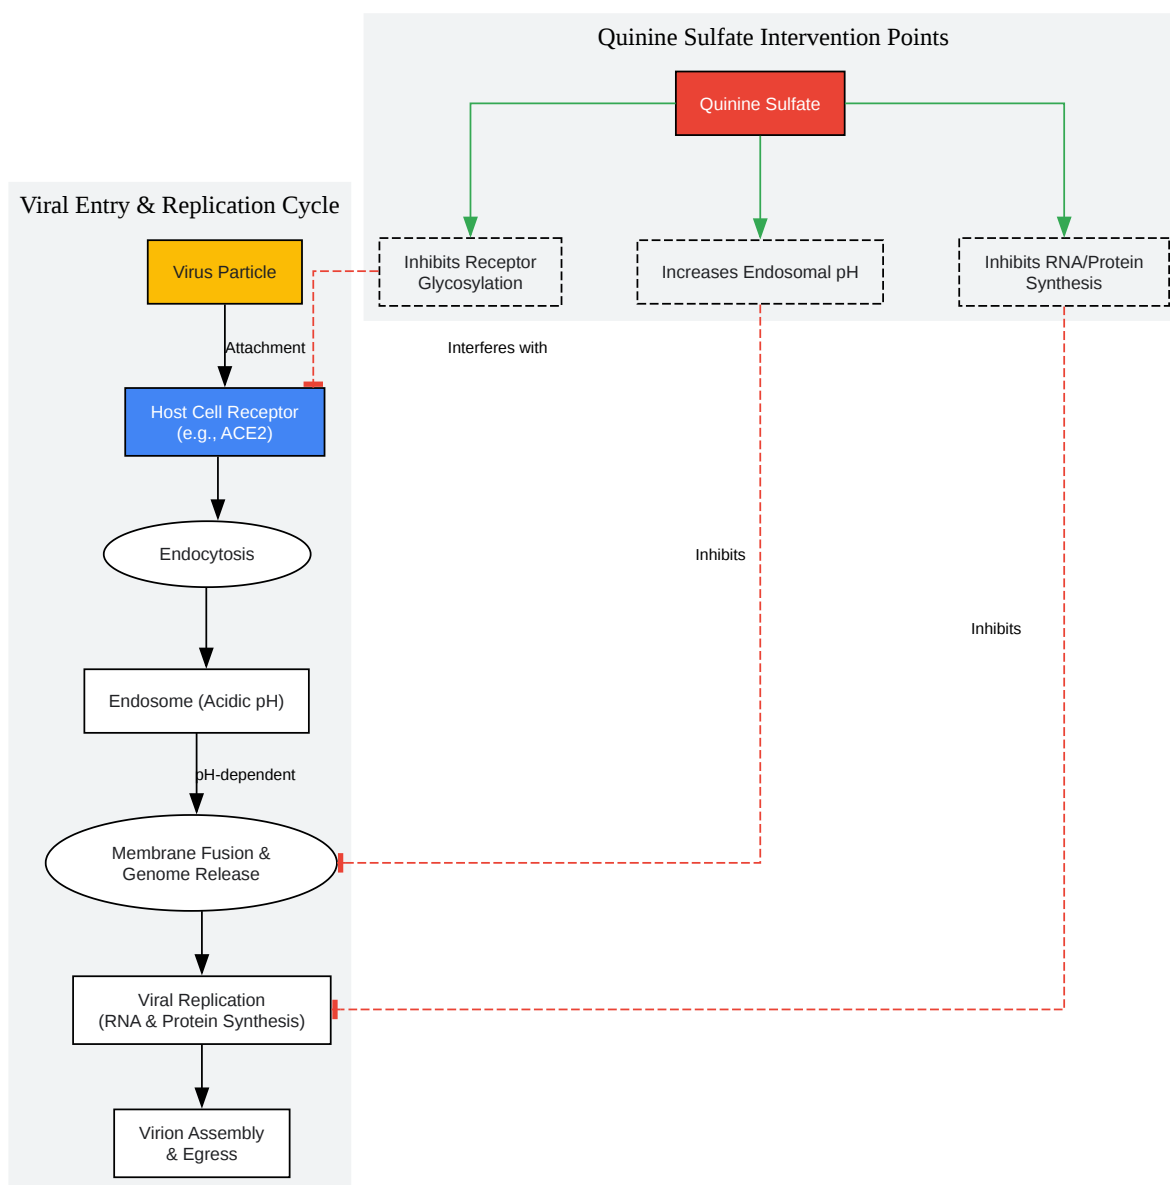 Quinine Sulfate Intervention Points
Quinine Sulfate
Viral Entry & Replication Cycle
Virus Particle
Inhibits Receptor
Glycosylation
Increases Endosomal pH
Inhibits RNA/Protein
Synthesis
Attachment
Interferes with
Host Cell Receptor
(e.g., ACE2)
Endocytosis
Inhibits
Inhibits
Endosome (Acidic pH)
pH-dependent
Membrane Fusion &
Genome Release
Viral Replication
(RNA & Protein Synthesis)
Virion Assembly
& Egress